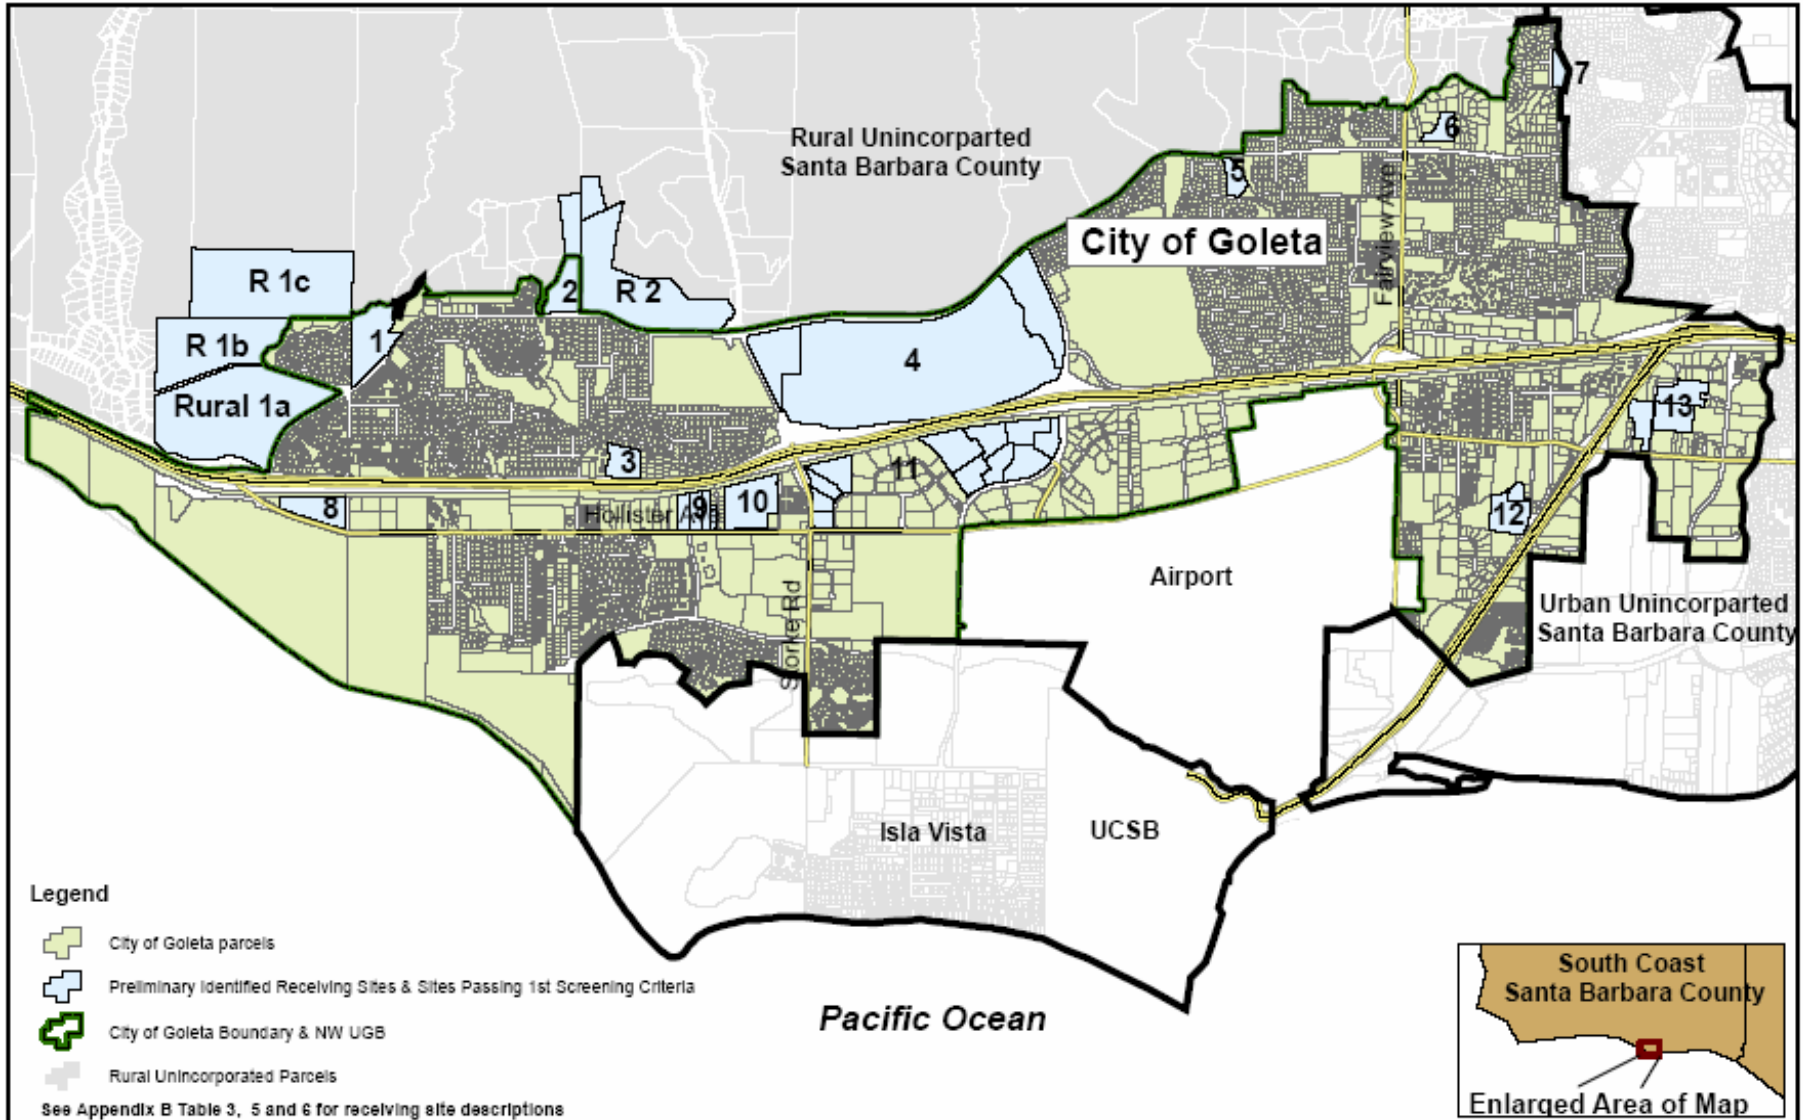 7
6
Rural Unincorparted
Santa Barbara County
5
Fairview Ave
City of Goleta
R 1c
2
R 2
1
R 1b
4
Rural 1a
13
3
11
8
Hollister Ave
9
10
12
Airport
Storke Rd
Urban Unincorparted
Santa Barbara County
Isla Vista
UCSB
Legend
City of Goleta parcels
Preliminary Identified Receiving Sites & Sites Passing 1st Screening Criteria
City of Goleta Boundary & NW UGB
Rural Unincorporated Parcels
See Appendix B Table 3, 5 and 6 for receiving site descriptions
Pacific Ocean
South Coast
Santa Barbara County
Enlarged Area of Map